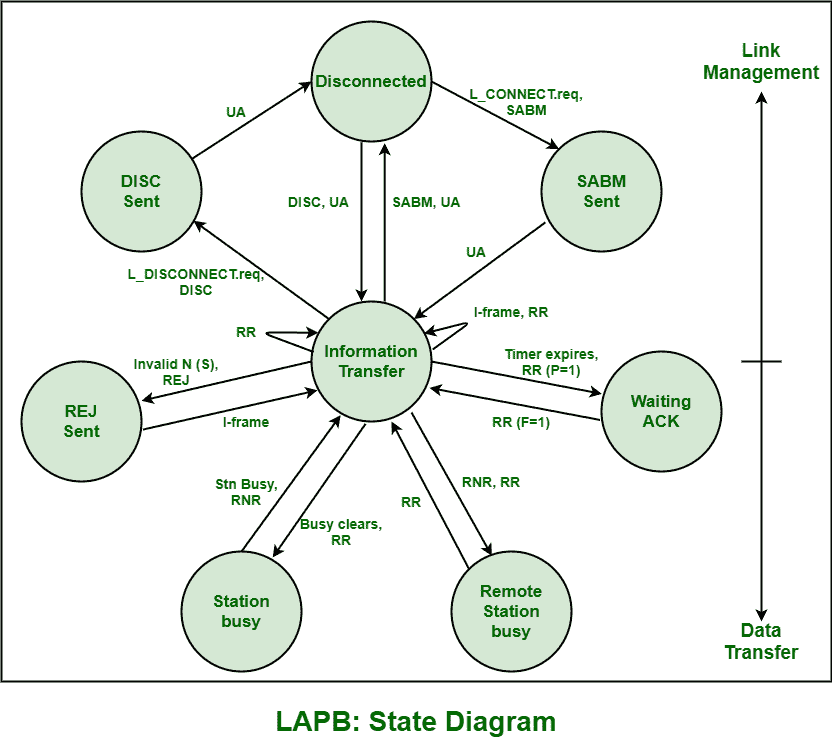 Link
Management
Disconnected
L_CONNECT.req,
SABM
UA
DISC
Sent
SABM
Sent
DISC, UA
SABM, UA
UA
L_DISCONNECT.req,
DISC
I-frame, RR
RR
Information
Transfer
Timer expires,
RR (P=1)
Invalid N (S),
REJ
REJ
Sent
I-frame
RR (F=1)
Waiting
ACK
Stn Busy,
RNR
RNR, RR
RR
Busy clears,
RR
Station
busy
Remote
Station
busy
Data
Transfer
LAPB: State Diagram